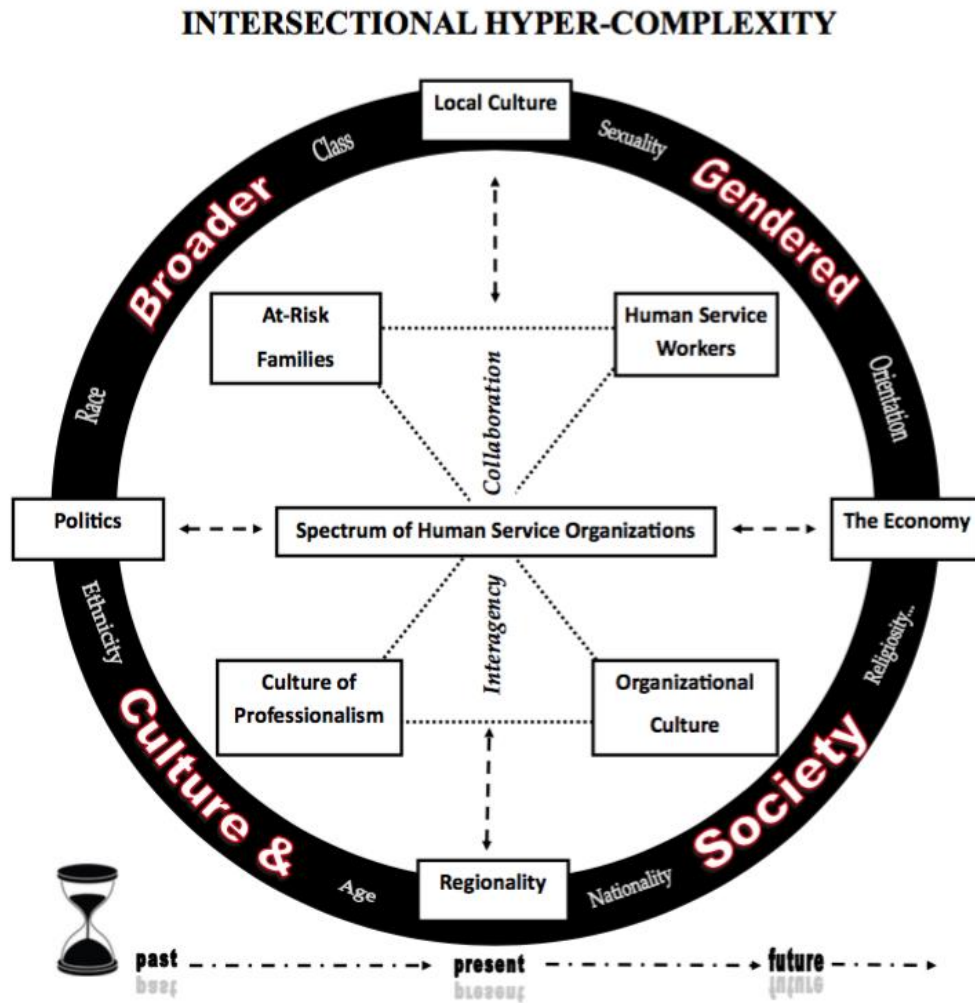 INTERSECTIONAL HYPER-COMPLEXITY
Local Culture
Class
Sexuality
Broader
Gendered
At-Risk
Families
Human Service
Workers
Race
Orientation
Collaboration
Politics
Spectrum of Human Service Organizations
The Economy
Ethnicity
Religiosity...
Interagency
Culture of
Professionalism
Organizational
Culture
Culture &
Society
Age
Regionality
Nationality
past
present
future